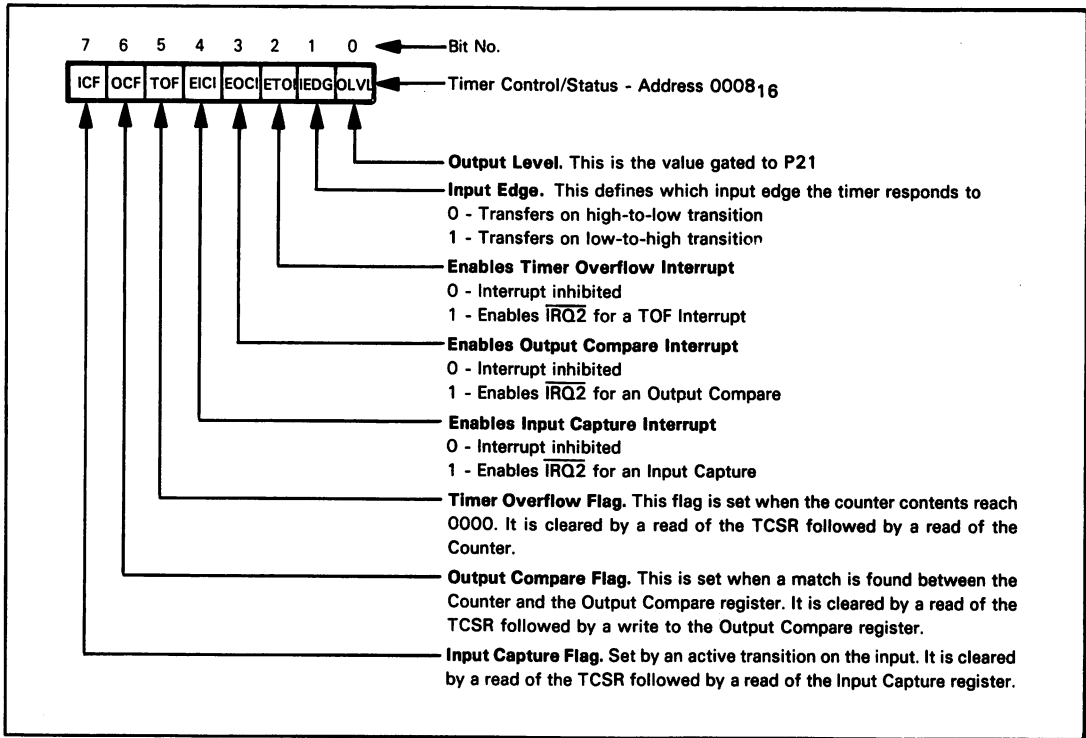 7 6 5 4 3 2 1 0 Bit No.
ICF OCF TOF EICI EOCI ETOI IEDG OLVL Timer Control/Status - Address 0008₁₆
Output Level. This is the value gated to P21
Input Edge. This defines which input edge the timer responds to
0 - Transfers on high-to-low transition
1 - Transfers on low-to-high transition
Enables Timer Overflow Interrupt
0 - Interrupt inhibited
1 - Enables I̅R̅Q̅2̅ for a TOF Interrupt
Enables Output Compare Interrupt
0 - Interrupt inhibited
1 - Enables I̅R̅Q̅2̅ for an Output Compare
Enables Input Capture Interrupt
0 - Interrupt inhibited
1 - Enables I̅R̅Q̅2̅ for an Input Capture
Timer Overflow Flag. This flag is set when the counter contents reach
0000. It is cleared by a read of the TCSR followed by a read of the
Counter.
Output Compare Flag. This is set when a match is found between the
Counter and the Output Compare register. It is cleared by a read of the
TCSR followed by a write to the Output Compare register.
Input Capture Flag. Set by an active transition on the input. It is cleared
by a read of the TCSR followed by a read of the Input Capture register.